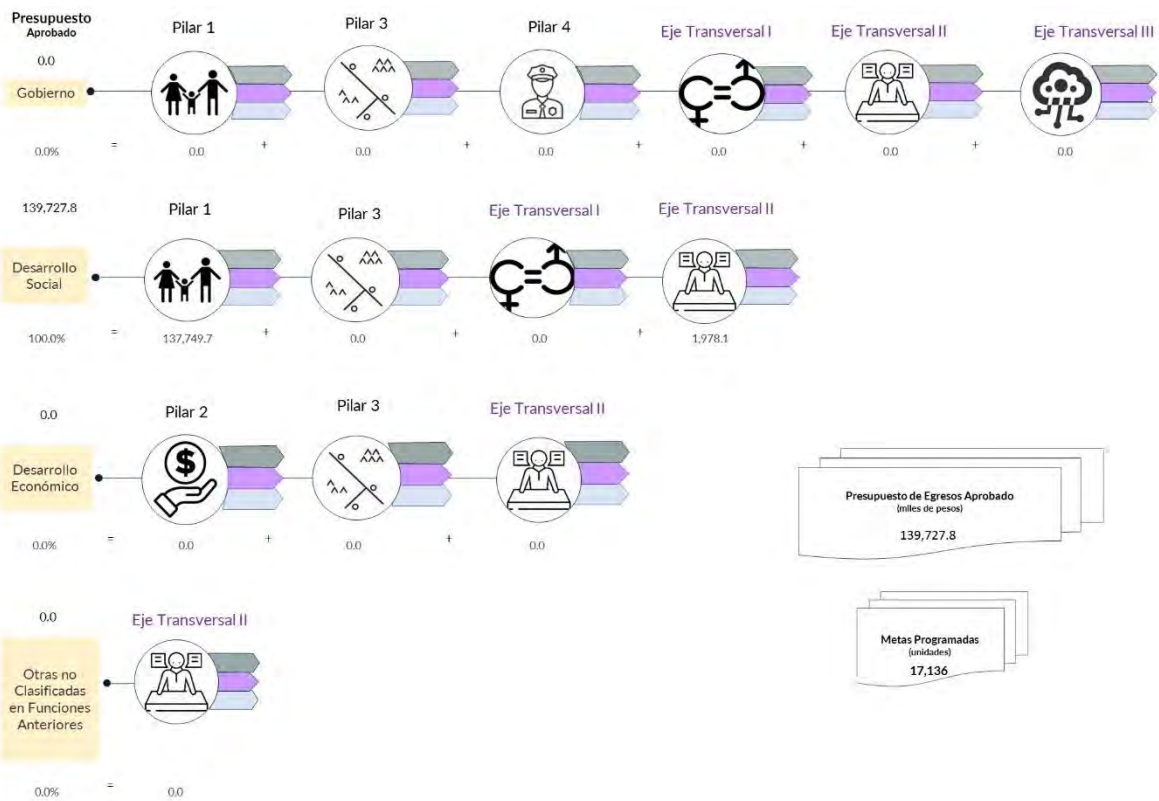 Presupuesto
Aprobado
0.0
Gobierno
0.0%
Pilar 1
Pilar 3
Pilar 4
Eje Transversal I
Eje Transversal II
Eje Transversal III
= 0.0 + 0.0 + 0.0 + 0.0 + 0.0 + 0.0
139,727.8
Desarrollo
Social
100.0%
Pilar 1
Pilar 3
Eje Transversal I
Eje Transversal II
= 137,749.7 + 0.0 + 0.0 + 1,978.1
0.0
Desarrollo
Económico
0.0%
Pilar 2
Pilar 3
Eje Transversal II
$
= 0.0 + 0.0 + 0.0
Presupuesto de Egresos Aprobado
(miles de pesos)
139,727.8
Metas Programadas
(unidades)
17,136
0.0
Otras no
Clasificadas
en Funciones
Anteriores
0.0%
Eje Transversal II
= 0.0